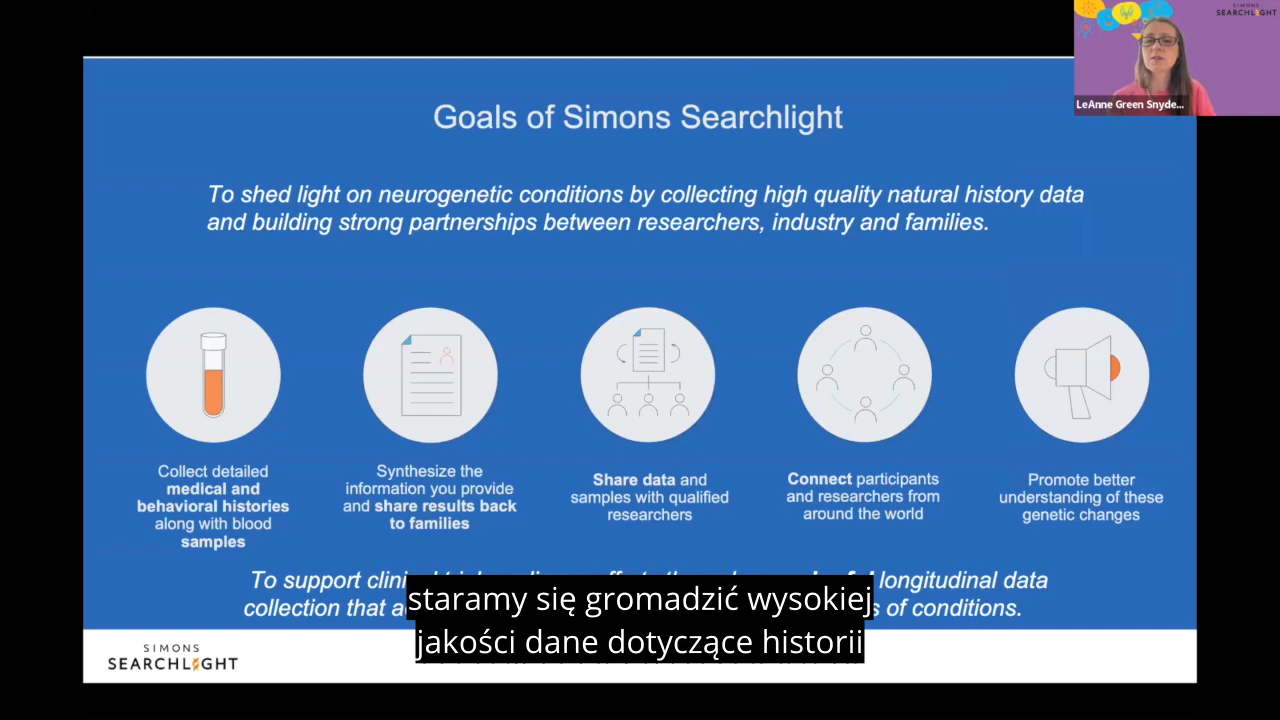 SIMONS
SEARCHLIGHT
LeAnne Green Snyde...
Goals of Simons Searchlight
To shed light on neurogenetic conditions by collecting high quality natural history data
and building strong partnerships between researchers, industry and families.
Collect detailed
medical and
behavioral histories
along with blood
samples
Synthesize the
information you provide
and share results back
to families
Share data and
samples with qualified
researchers
Connect participants
and researchers from
around the world
Promote better
understanding of these
genetic changes
To support longitudinal data
collection that s of conditions.
staramy się gromadzić wysokiej
jakości dane dotyczące historii
SIMONS
SEARCHLIGHT